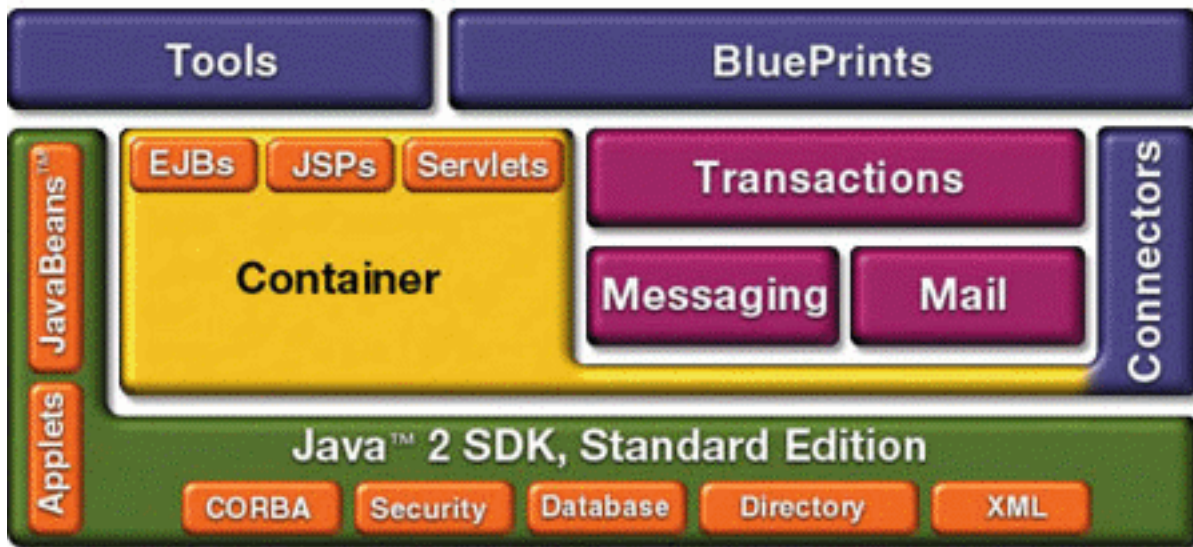 Tools
BluePrints
JavaBeans™
Applets
EJBs
JSPs
Servlets
Container
Transactions
Messaging
Mail
Connectors
Java™ 2 SDK, Standard Edition
CORBA
Security
Database
Directory
XML